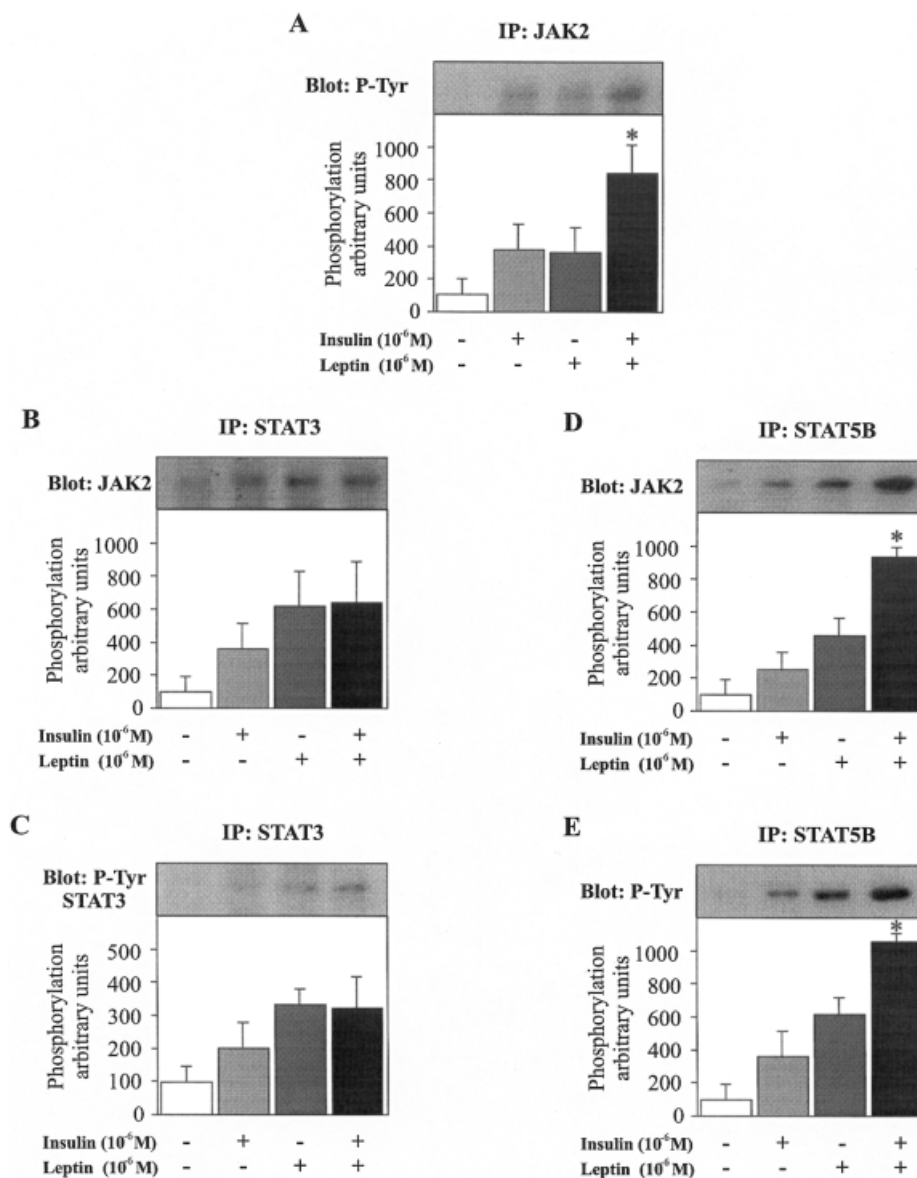 A
IP: JAK2
Blot: P-Tyr
Phosphorylation
arbitrary units
1000
800
600
400
200
0
*
Insulin (10⁻⁶M) - + - +
Leptin (10⁻⁶M) - - + +
B
IP: STAT3
Blot: JAK2
Phosphorylation
arbitrary units
1000
800
600
400
200
0
Insulin (10⁻⁶M) - + - +
Leptin (10⁻⁶M) - - + +
D
IP: STAT5B
Blot: JAK2
Phosphorylation
arbitrary units
1000
800
600
400
200
0
*
Insulin (10⁻⁶M) - + - +
Leptin (10⁻⁶M) - - + +
C
IP: STAT3
Blot: P-Tyr
STAT3
Phosphorylation
arbitrary units
500
400
300
200
100
0
Insulin (10⁻⁶M) - + - +
Leptin (10⁻⁶M) - - + +
E
IP: STAT5B
Blot: P-Tyr
Phosphorylation
arbitrary units
1000
800
600
400
200
0
*
Insulin (10⁻⁶M) - + - +
Leptin (10⁻⁶M) - - + +